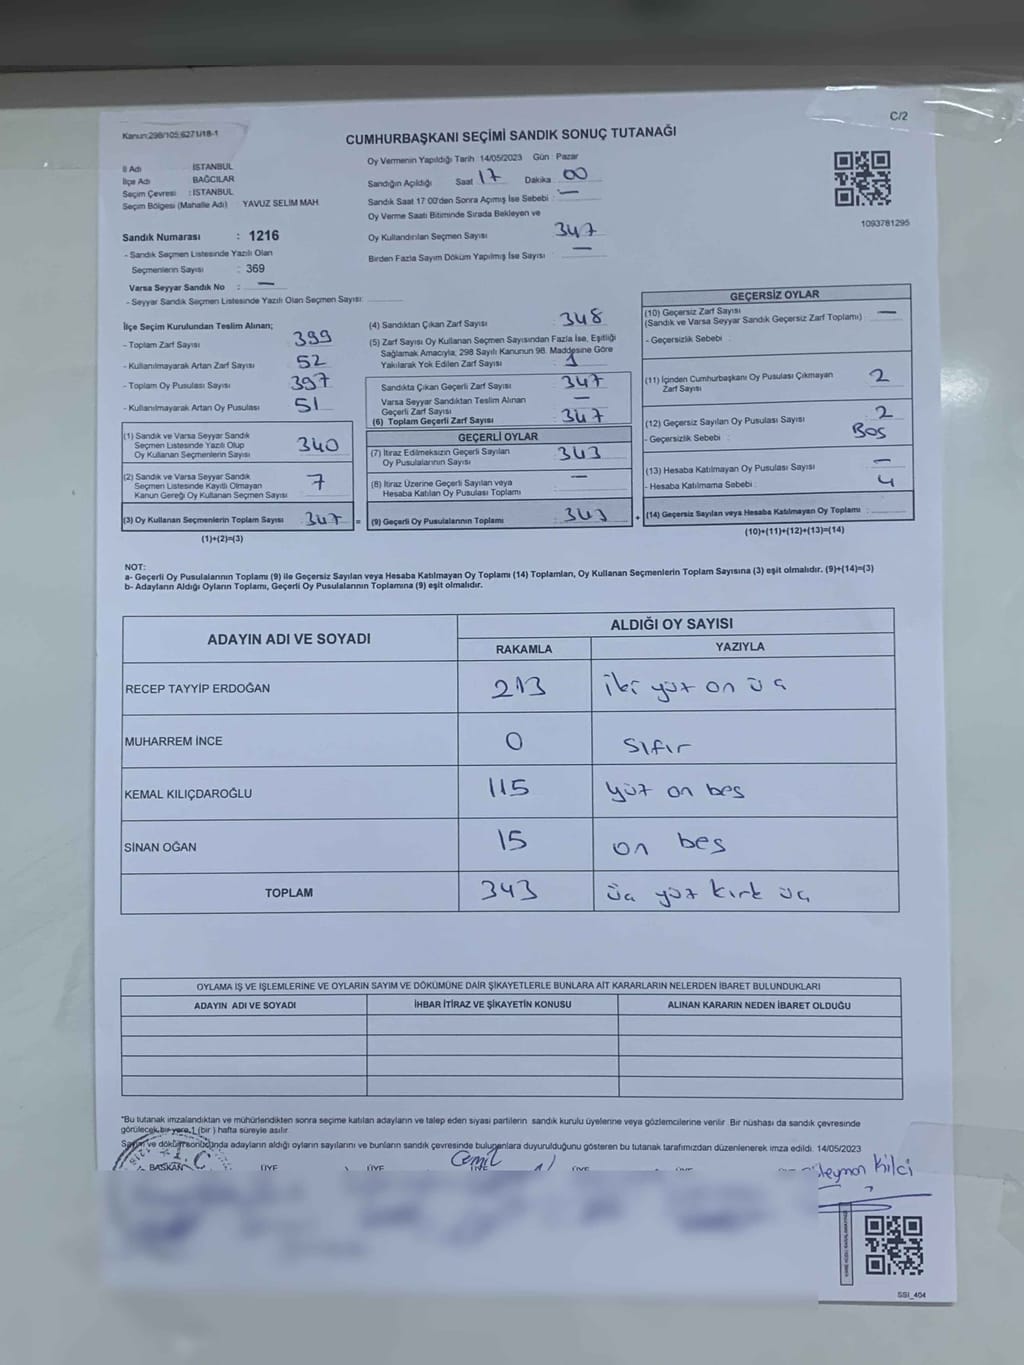 C/2
Kanun:298/105;6271/18-1
CUMHURBAŞKANI SEÇİMİ SANDIK SONUÇ TUTANAĞI
İl Adı İSTANBUL
İlçe Adı BAĞCILAR
Seçim Çevresi : İSTANBUL
Seçim Bölgesi (Mahalle Adı) YAVUZ SELİM MAH.
Sandık Numarası : 1216
- Sandık Seçmen Listesinde Yazılı Olan
Seçmenlerin Sayısı : 369
Varsa Seyyar Sandık No : —
- Seyyar Sandık Seçmen Listesinde Yazılı Olan Seçmen Sayısı:
Oy Vermenin Yapıldığı Tarih 14/05/2023 Gün : Pazar
Sandığın Açıldığı Saat 17 Dakika 00
Sandık Saat 17 00'den Sonra Açımış İse Sebebi : —
Oy Verme Saati Bitiminde Sırada Bekleyen ve
Oy Kullandırılan Seçmen Sayısı 347
Birden Fazla Sayım Döküm Yapılmış İse Sayısı —
1093781295
İlçe Seçim Kurulundan Teslim Alınan;
- Toplam Zarf Sayısı 399
- Kullanılmayarak Artan Zarf Sayısı 52
- Toplam Oy Pusulası Sayısı 397
- Kullanılmayarak Artan Oy Pusulası 51
(1) Sandık ve Varsa Seyyar Sandık
Seçmen Listesinde Yazılı Olup
Oy Kullanan Seçmenlerin Sayısı 340
(2) Sandık ve Varsa Seyyar Sandık
Seçmen Listesinde Kayıtlı Olmayan
Kanun Gereği Oy Kullanan Seçmen Sayısı 7
(3) Oy Kullanan Seçmenlerin Toplam Sayısı 347 =
(1)+(2)=(3)
(4) Sandıktan Çıkan Zarf Sayısı 348
(5) Zarf Sayısı Oy Kullanan Seçmen Sayısından Fazla İse, Eşitliği
Sağlamak Amacıyla; 298 Sayılı Kanunun 98. Maddesine Göre
Yakılarak Yok Edilen Zarf Sayısı 1
Sandıkta Çıkan Geçerli Zarf Sayısı 347
Varsa Seyyar Sandıktan Teslim Alınan
Geçerli Zarf Sayısı —
(6) Toplam Geçerli Zarf Sayısı 347
GEÇERLİ OYLAR
(7) İtiraz Edilmeksizin Geçerli Sayılan
Oy Pusulalarının Sayısı 343
(8) İtiraz Üzerine Geçerli Sayılan veya
Hesaba Katılan Oy Pusulası Toplamı —
(9) Geçerli Oy Pusulalarının Toplamı 343 +
GEÇERSİZ OYLAR
(10) Geçersiz Zarf Sayısı
(Sandık ve Varsa Seyyar Sandık Geçersiz Zarf Toplamı) —
- Geçersizlik Sebebi :
(11) İçinden Cumhurbaşkanı Oy Pusulası Çıkmayan
Zarf Sayısı 2
(12) Geçersiz Sayılan Oy Pusulası Sayısı 2
- Geçersizlik Sebebi : Boş
(13) Hesaba Katılmayan Oy Pusulası Sayısı —
- Hesaba Katılmama Sebebi : 4
(14) Geçersiz Sayılan veya Hesaba Katılmayan Oy Toplamı :
(10)+(11)+(12)+(13)=(14)
NOT:
a- Geçerli Oy Pusulalarının Toplamı (9) ile Geçersiz Sayılan veya Hesaba Katılmayan Oy Toplamı (14) Toplamları, Oy Kullanan Seçmenlerin Toplam Sayısına (3) eşit olmalıdır. (9)+(14)=(3)
b- Adayların Aldığı Oyların Toplamı, Geçerli Oy Pusulalarının Toplamına (9) eşit olmalıdır.
ADAYIN ADI VE SOYADI ALDIĞI OY SAYISI
RAKAMLA YAZIYLA
RECEP TAYYİP ERDOĞAN 213 iki yüz on üç
MUHARREM İNCE 0 sıfır
KEMAL KILIÇDAROĞLU 115 yüz on beş
SİNAN OĞAN 15 on beş
TOPLAM 343 üç yüz kırk üç
OYLAMA İŞ VE İŞLEMLERİNE VE OYLARIN SAYIM VE DÖKÜMÜNE DAİR ŞİKAYETLERLE BUNLARA AİT KARARLARIN NELERDEN İBARET BULUNDUKLARI
ADAYIN ADI VE SOYADI İHBAR İTİRAZ VE ŞİKAYETİN KONUSU ALINAN KARARIN NEDEN İBARET OLDUĞU
*Bu tutanak imzalandıktan ve mühürlendikten sonra seçime katılan adayların ve talep eden siyasi partilerin sandık kurulu üyelerine veya gözlemcilerine verilir. Bir nüshası da sandık çevresinde
görülecek bir yere 1 (bir ) hafta süreyle asılır.
Sayım ve döküm sonucunda adayların aldığı oyların sayılarını ve bunların sandık çevresinde bulunanlara duyurulduğunu gösteren bu tutanak tarafımızdan düzenlenerek imza edildi. 14/05/2023
BAŞKAN ÜYE ÜYE Cemil ÜYE ÜYE
Kilci
SSI_404